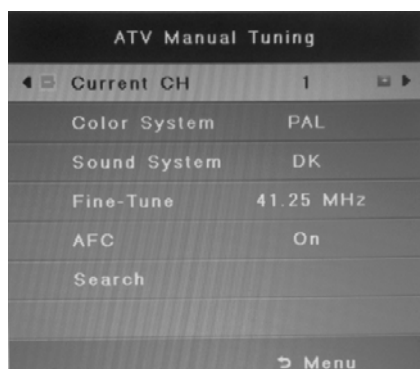 ATV Manual Tuning
Current CH 1
Color System PAL
Sound System DK
Fine-Tune 41.25 MHz
AFC On
Search
Menu